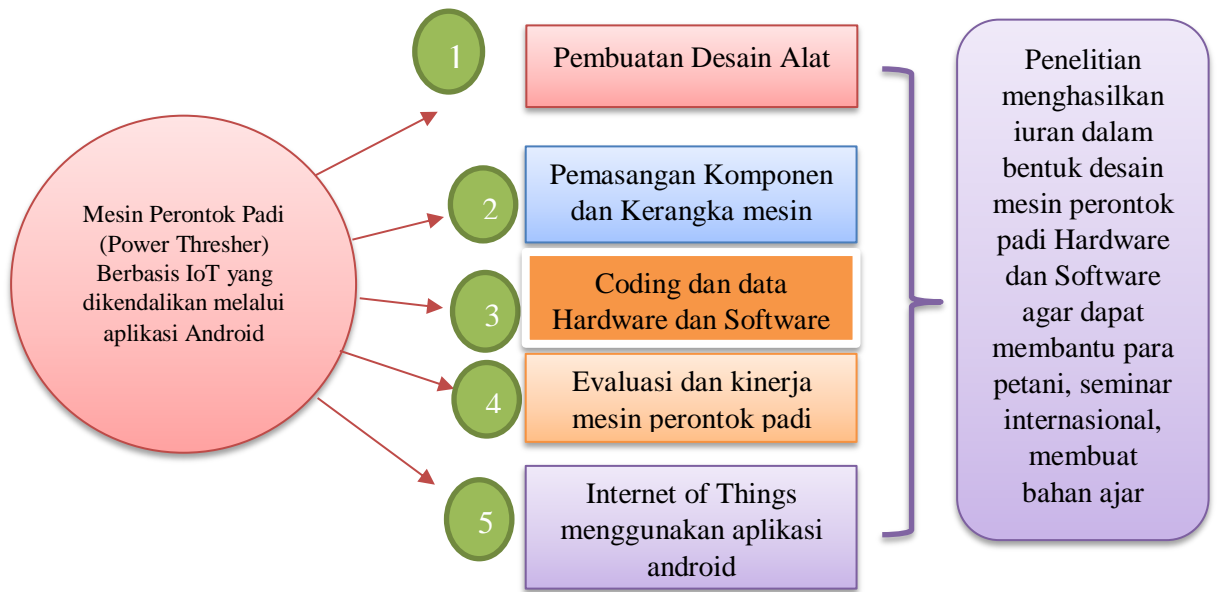 Mesin Perontok Padi
(Power Thresher)
Berbasis IoT yang
dikendalikan melalui
aplikasi Android
1
Pembuatan Desain Alat
2
Pemasangan Komponen
dan Kerangka mesin
3
Coding dan data
Hardware dan Software
4
Evaluasi dan kinerja
mesin perontok padi
5
Internet of Things
menggunakan aplikasi
android
Penelitian
menghasilkan
iuran dalam
bentuk desain
mesin perontok
padi Hardware
dan Software
agar dapat
membantu para
petani, seminar
internasional,
membuat
bahan ajar